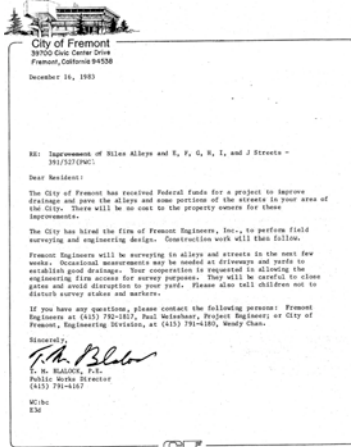 City of Fremont
39700 Civic Center Drive
Fremont, California 94538
December 16, 1983
RE: Improvement of Niles Alleys and E, F, G, H, I, and J Streets -
391/527(PWC)
Dear Resident:
The City of Fremont has received Federal funds for a project to improve
drainage and pave the alleys and some portions of the streets in your area of
the City. There will be no cost to the property owners for these
improvements.
The City has hired the firm of Fremont Engineers, Inc., to perform field
surveying and engineering design. Construction work will then follow.
Fremont Engineers will be surveying in alleys and streets in the next few
weeks. Occasional measurements may be needed at driveways and yards to
establish good drainage. Your cooperation is requested in allowing the
engineering firm access for survey purposes. They will be careful to close
gates and avoid disruption to your yard. Please also tell children not to
disturb survey stakes and markers.
If you have any questions, please contact the following persons: Fremont
Engineers at (415) 792-1817, Paul Weisshear, Project Engineer; or City of
Fremont, Engineering Division, at (415) 791-4180, Wendy Chan.
Sincerely,
T. M. Blalock
T. M. BLALOCK, P.E.
Public Works Director
(415) 791-4167
WC:bc
E3d